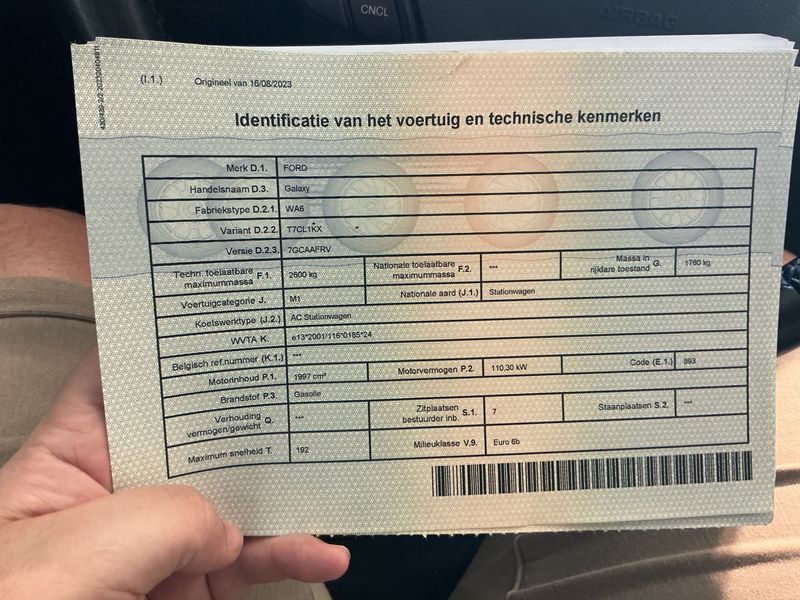 CNCL
AIRBAG
(I.1.) Origineel van 16/08/2023
Identificatie van het voertuig en technische kenmerken
Merk D.1. FORD
Handelsnaam D.3. Galaxy
Fabriekstype D.2.1. WA6
Variant D.2.2. T7CL1KX
Versie D.2.3. 7GCAAFRV
Techn. toelaatbare maximummassa F.1. 2600 kg Nationale toelaatbare maximummassa F.2. *** Massa in rijklare toestand G. 1760 kg
Voertuigcategorie J. M1 Nationale aard (J.1.) Stationwagen
Koetswerktype (J.2.) AC Stationwagen
WVTA K. e13*2001/116*0185*24
Belgisch ref.nummer (K.1.) ***
Motorinhoud P.1. 1997 cm³ Motorvermogen P.2. 110,30 kW Code (E.1.) 893
Brandstof P.3. Gasolie
Verhouding vermogen/gewicht Q. *** Zitplaatsen bestuurder inb. S.1. 7 Staanplaatsen S.2. ***
Maximum snelheid T. 192 Milieuklasse V.9. Euro 6b